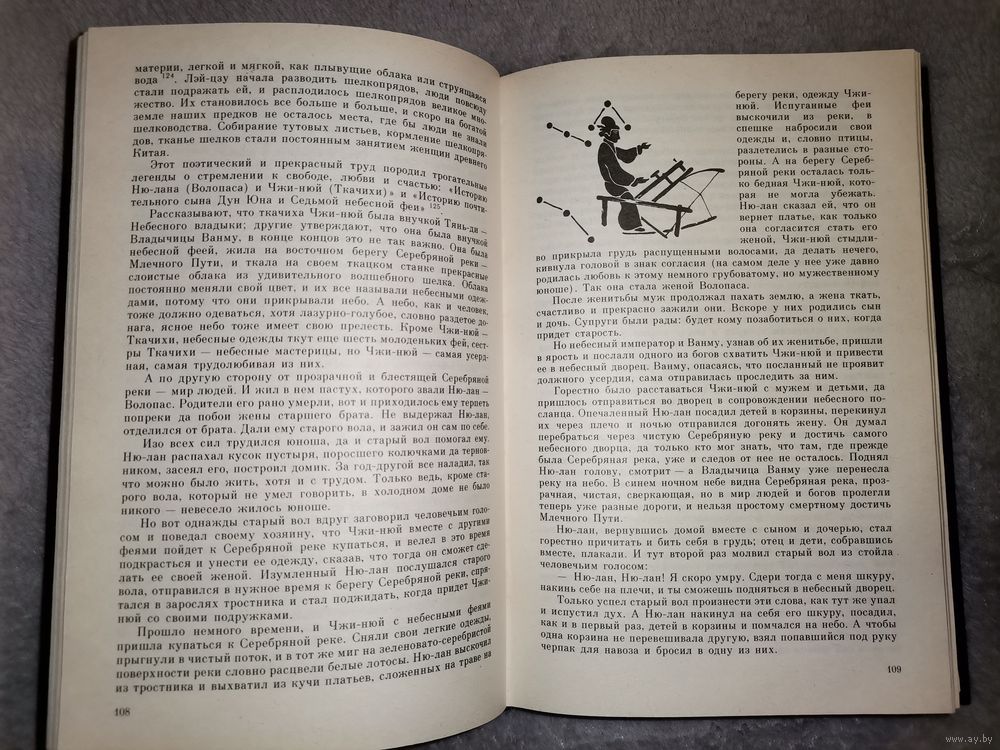 материи, легкой и мягкой, как плывущие облака или струящаяся
вода 124. Лэй-цзу начала разводить шелкопрядов, люди повсюду
стали подражать ей, и расплодилось шелкопрядов великое мно-
жество. Их становилось все больше и больше, и скоро на богатой
земле наших предков не осталось места, где бы люди не знали
шелководства. Собирание тутовых листьев, кормление шелкопря-
дов, тканье шелков стали постоянным занятием женщин древнего
Китая.
Этот поэтический и прекрасный труд породил трогательные
легенды о стремлении к свободе, любви и счастью: «Историю
Ню-лана (Волопаса) и Чжи-нюй (Ткачихи)» и «Историю почти-
тельного сына Дун Юна и Седьмой небесной феи» 125.
Рассказывают, что ткачиха Чжи-нюй была внучкой Тянь-ди —
Небесного владыки; другие утверждают, что она была внучкой
Владычицы Ванму, в конце концов это не так важно. Она была
небесной феей, жила на восточном берегу Серебряной реки —
Млечного Пути, и ткала на своем ткацком станке прекрасные
слоистые облака из удивительного волшебного шелка. Облака
постоянно меняли свой цвет, и их все называли небесными одеж-
дами, потому что они прикрывали небо. А небо, как и человек,
тоже должно одеваться, хотя лазурно-голубое, словно раздетое до-
нага, ясное небо тоже имеет свою прелесть. Кроме Чжи-нюй —
Ткачихи, небесные одежды ткут еще шесть молоденьких фей, сест-
ры Ткачихи — небесные мастерицы, но Чжи-нюй — самая усерд-
ная, самая трудолюбивая из них.
А по другую сторону от прозрачной и блестящей Серебряной
реки — мир людей. И жил в нем пастух, которого звали Ню-лан —
Волопас. Родители его рано умерли, вот и приходилось ему терпеть
попреки да побои жены старшего брата. Не выдержал Ню-лан,
отделился от брата. Дали ему старого вола, и зажил он сам по себе.
Изо всех сил трудился юноша, да и старый вол помогал ему.
Ню-лан распахал кусок пустыря, поросшего колючками да тернов-
ником, засеял его, построил домик. За год-другой все наладил, так
что можно было жить, хотя и с трудом. Только ведь, кроме ста-
рого вола, который не умел говорить, в холодном доме не было
никого — невесело жилось юноше.
Но вот однажды старый вол вдруг заговорил человечьим голо-
сом и поведал своему хозяину, что Чжи-нюй вместе с другими
феями пойдет к Серебряной реке купаться, и велел в это время
подкрасться и унести ее одежду, сказав, что тогда он сможет сде-
лать ее своей женой. Изумленный Ню-лан послушался старого
вола, отправился в нужное время к берегу Серебряной реки, спря-
тался в зарослях тростника и стал поджидать, когда придет Чжи-
нюй со своими подружками.
Прошло немного времени, и Чжи-нюй с небесными феями
пришла купаться к Серебряной реке. Сняли свои легкие одежды,
прыгнули в чистый поток, и в тот же миг на зеленовато-серебристой
поверхности реки словно расцвели белые лотосы. Ню-лан выскочил
из тростника и выхватил из кучи платьев, сложенных на траве на
108
берегу реки, одежду Чжи-
нюй. Испуганные феи
выскочили из реки, в
спешке набросили свои
одежды и, словно птицы,
разлетелись в разные сто-
роны. А на берегу Сереб-
ряной реки осталась толь-
ко бедная Чжи-нюй, кото-
рая не могла убежать.
Ню-лан сказал ей, что он
вернет платье, как только
она согласится стать его
женой, Чжи-нюй стыдли-
во прикрыла грудь распущенными волосами, да делать нечего,
кивнула головой в знак согласия (на самом деле у нее уже давно
родилась любовь к этому немного грубоватому, но мужественному
юноше). Так она стала женой Волопаса.
После женитьбы муж продолжал пахать землю, а жена ткать,
счастливо и прекрасно зажили они. Вскоре у них родились сын
и дочь. Супруги были рады: будет кому позаботиться о них, когда
придет старость.
Но небесный император и Ванму, узнав об их женитьбе, пришли
в ярость и послали одного из богов схватить Чжи-нюй и привести
ее в небесный дворец. Ванму, опасаясь, что посланный не проявит
должного усердия, сама отправилась проследить за ним.
Горестно было расставаться Чжи-нюй с мужем и детьми, да
пришлось отправиться во дворец в сопровождении небесного по-
сланца. Опечаленный Ню-лан посадил детей в корзины, перекинул
их через плечо и ночью отправился догонять жену. Он думал
перебраться через чистую Серебряную реку и достичь самого
небесного дворца, да только кто мог знать, что там, где прежде
была Серебряная река, уже и следов от нее не осталось. Поднял
Ню-лан голову, смотрит — а Владычица Ванму уже перенесла
реку на небо. В синем ночном небе видна Серебряная река, проз-
рачная, чистая, сверкающая, но в мир людей и богов пролегли
теперь уже разные дороги, и нельзя простому смертному достичь
Млечного Пути.
Ню-лан, вернувшись домой вместе с сыном и дочерью, стал
горестно причитать и бить себя в грудь; отец и дети, собравшись
вместе, плакали. И тут второй раз молвил старый вол из стойла
человечьим голосом:
— Ню-лан, Ню-лан! Я скоро умру. Сдери тогда с меня шкуру,
накинь себе на плечи, и ты сможешь подняться в небесный дворец.
Только успел старый вол произнести эти слова, как тут же упал
и испустил дух. А Ню-лан накинул на себя его шкуру, посадил,
как и в первый раз, детей в корзины и помчался на небо. А чтобы
одна корзина не перевешивала другую, взял попавшийся под руку
черпак для навоза и бросил в одну из них.
109
www.ay.by